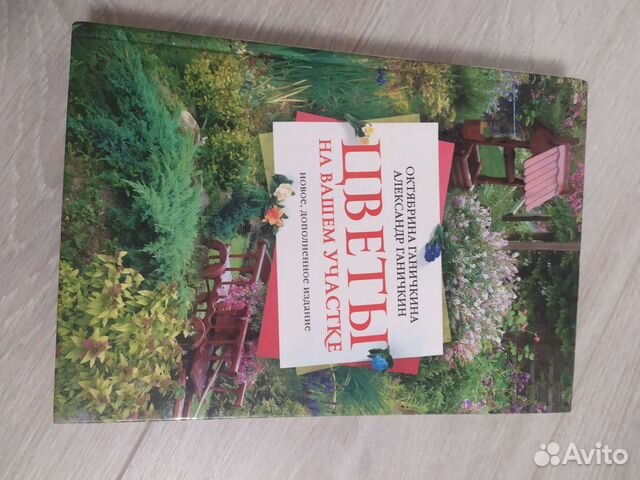 ОКТЯБРИНА ГАНИЧКИНА
АЛЕКСАНДР ГАНИЧКИН
ЦВЕТЫ
НА ВАШЕМ УЧАСТКЕ
новое, дополненное издание
Avito